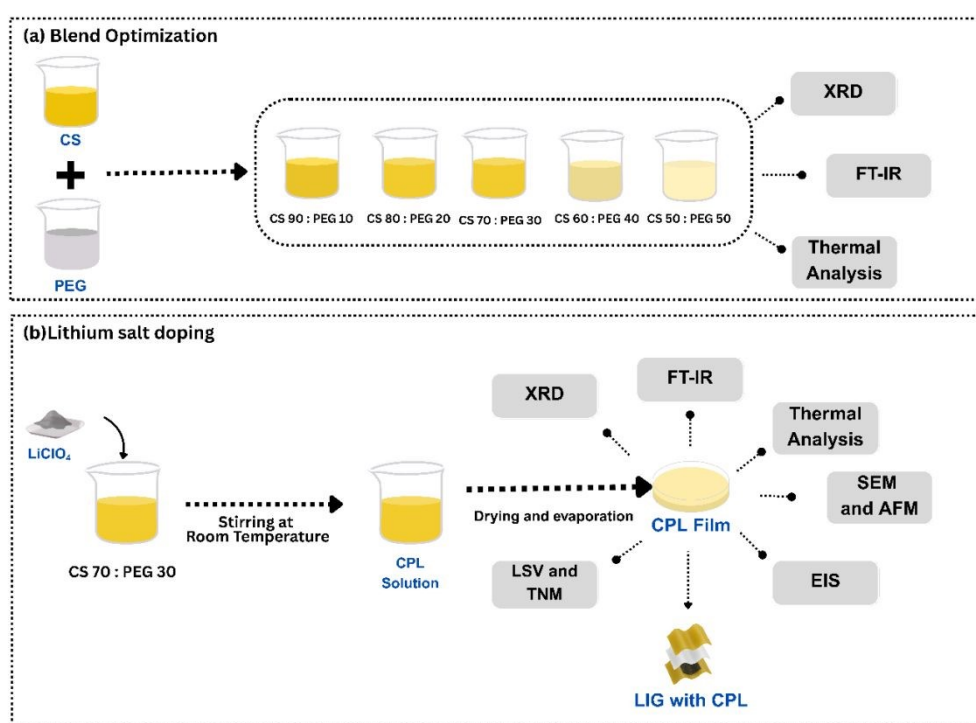 (a) Blend Optimization
CS
+
PEG
CS 90 : PEG 10
CS 80 : PEG 20
CS 70 : PEG 30
CS 60 : PEG 40
CS 50 : PEG 50
XRD
FT-IR
Thermal
Analysis
(b)Lithium salt doping
LiClO₄
CS 70 : PEG 30
Stirring at
Room Temperature
CPL
Solution
Drying and evaporation
CPL Film
XRD
FT-IR
Thermal
Analysis
SEM
and AFM
EIS
LSV and
TNM
LIG with CPL